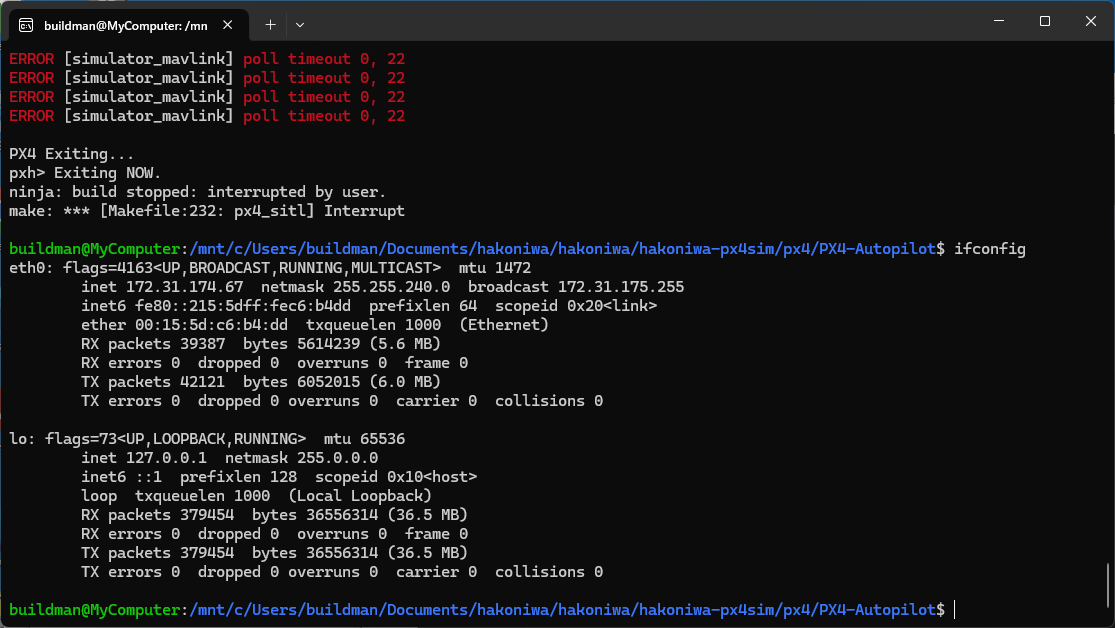 buildman@MyComputer: /mn
ERROR [simulator_mavlink] poll timeout 0, 22
ERROR [simulator_mavlink] poll timeout 0, 22
ERROR [simulator_mavlink] poll timeout 0, 22
ERROR [simulator_mavlink] poll timeout 0, 22
PX4 Exiting...
pxh> Exiting NOW.
ninja: build stopped: interrupted by user.
make: *** [Makefile:232: px4_sitl] Interrupt
buildman@MyComputer:/mnt/c/Users/buildman/Documents/hakoniwa/hakoniwa/hakoniwa-px4sim/px4/PX4-Autopilot$ ifconfig
eth0: flags=4163<UP,BROADCAST,RUNNING,MULTICAST>  mtu 1472
inet 172.31.174.67  netmask 255.255.240.0  broadcast 172.31.175.255
inet6 fe80::215:5dff:fec6:b4dd  prefixlen 64  scopeid 0x20<link>
ether 00:15:5d:c6:b4:dd  txqueuelen 1000  (Ethernet)
RX packets 39387  bytes 5614239 (5.6 MB)
RX errors 0  dropped 0  overruns 0  frame 0
TX packets 42121  bytes 6052015 (6.0 MB)
TX errors 0  dropped 0 overruns 0  carrier 0  collisions 0
lo: flags=73<UP,LOOPBACK,RUNNING>  mtu 65536
inet 127.0.0.1  netmask 255.0.0.0
inet6 ::1  prefixlen 128  scopeid 0x10<host>
loop  txqueuelen 1000  (Local Loopback)
RX packets 379454  bytes 36556314 (36.5 MB)
RX errors 0  dropped 0  overruns 0  frame 0
TX packets 379454  bytes 36556314 (36.5 MB)
TX errors 0  dropped 0 overruns 0  carrier 0  collisions 0
buildman@MyComputer:/mnt/c/Users/buildman/Documents/hakoniwa/hakoniwa/hakoniwa-px4sim/px4/PX4-Autopilot$